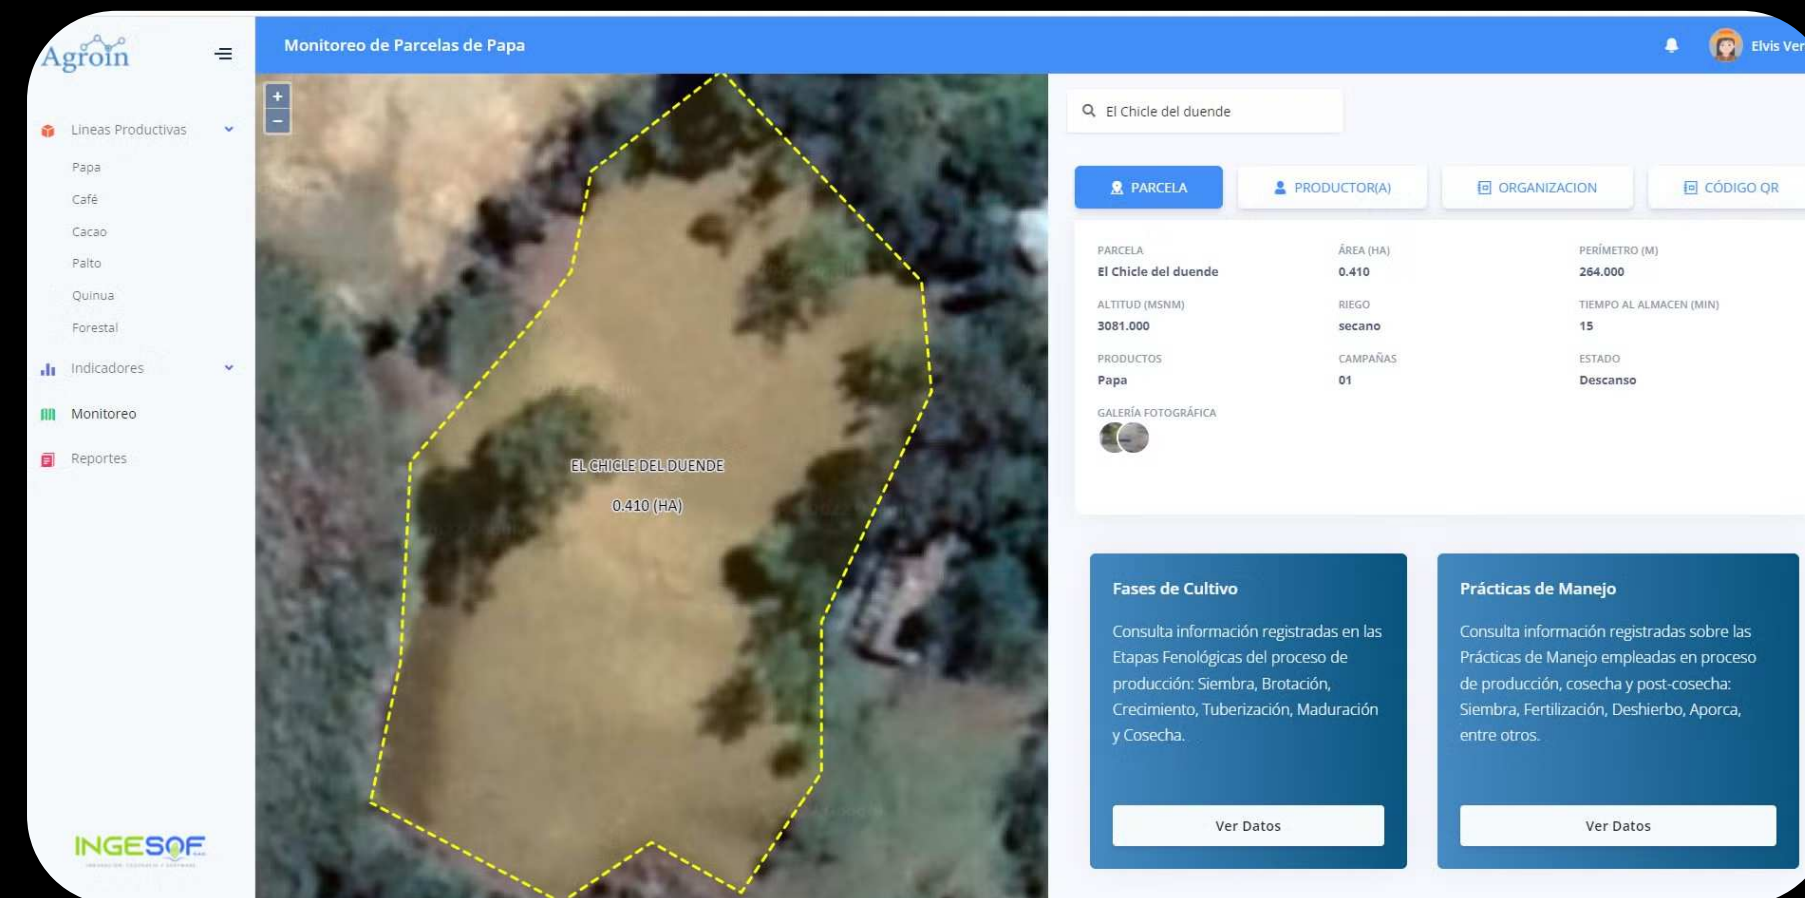 Agroin
Monitoreo de Parcelas de Papa
Elvis Ver
Lineas Productivas
Papa
Café
Cacao
Palto
Quinua
Forestal
Indicadores
Monitoreo
Reportes
INGESOF
+
−
EL CHICLE DEL DUENDE
0.410 (HA)
El Chicle del duende
PARCELA
PRODUCTOR(A)
ORGANIZACION
CÓDIGO QR
PARCELA
ÁREA (HA)
PERÍMETRO (M)
El Chicle del duende
0.410
264.000
ALTITUD (MSNM)
RIEGO
TIEMPO AL ALMACEN (MIN)
3081.000
secano
15
PRODUCTOS
CAMPAÑAS
ESTADO
Papa
01
Descanso
GALERÍA FOTOGRÁFICA
Fases de Cultivo
Consulta información registradas en las
Etapas Fenológicas del proceso de
producción: Siembra, Brotación,
Crecimiento, Tuberización, Maduración
y Cosecha.
Ver Datos
Prácticas de Manejo
Consulta información registradas sobre las
Prácticas de Manejo empleadas en proceso
de producción, cosecha y post-cosecha:
Siembra, Fertilización, Deshierbo, Aporca,
entre otros.
Ver Datos